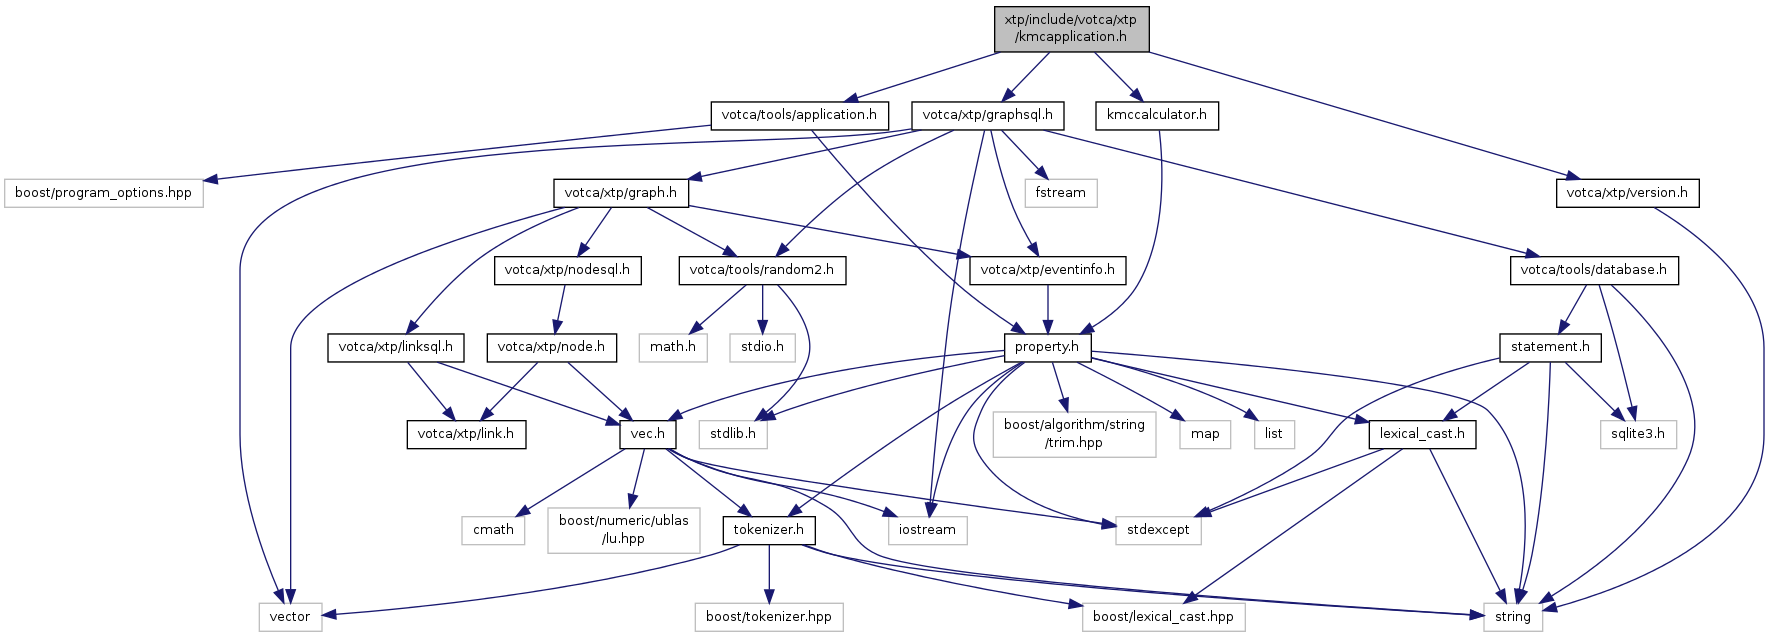 xtp/include/votca/xtp
/kmcapplication.h
votca/tools/application.h
votca/xtp/graphsql.h
kmccalculator.h
boost/program_options.hpp
votca/xtp/graph.h
fstream
votca/xtp/version.h
votca/xtp/nodesql.h
votca/tools/random2.h
votca/xtp/eventinfo.h
votca/tools/database.h
votca/xtp/linksql.h
votca/xtp/node.h
math.h
stdio.h
property.h
statement.h
votca/xtp/link.h
vec.h
stdlib.h
boost/algorithm/string
/trim.hpp
map
list
lexical_cast.h
sqlite3.h
cmath
boost/numeric/ublas
/lu.hpp
tokenizer.h
iostream
stdexcept
vector
boost/tokenizer.hpp
boost/lexical_cast.hpp
string